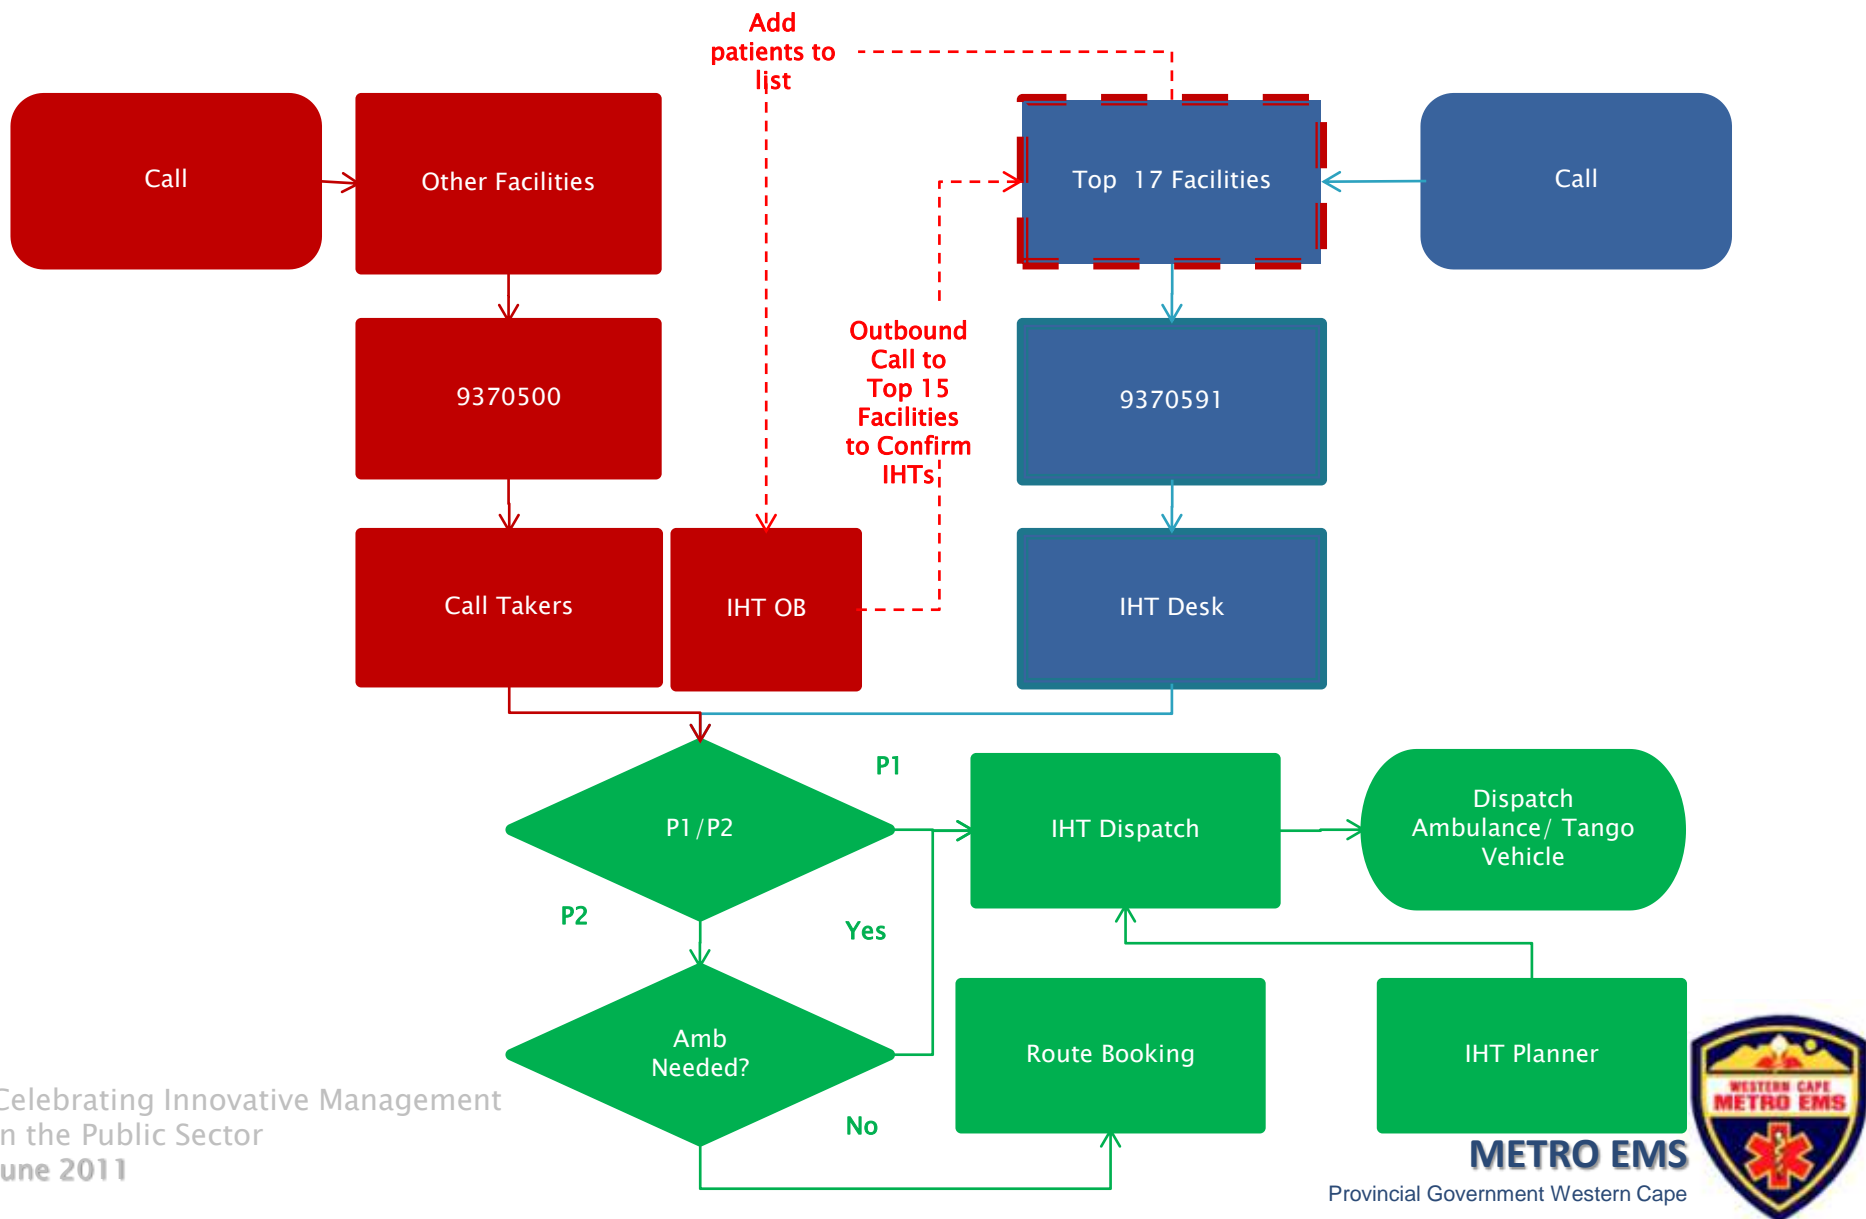 Add
patients to
list
Call
Other Facilities
Top 17 Facilities
Call
9370500
Outbound
Call to
Top 15
Facilities
to Confirm
IHTs
9370591
Call Takers
IHT OB
IHT Desk
P1/P2
P1
IHT Dispatch
Dispatch
Ambulance/ Tango
Vehicle
P2
Yes
Amb
Needed?
Route Booking
IHT Planner
No
Celebrating Innovative Management
n the Public Sector
une 2011
WESTERN CAPE
METRO EMS
METRO EMS
Provincial Government Western Cape